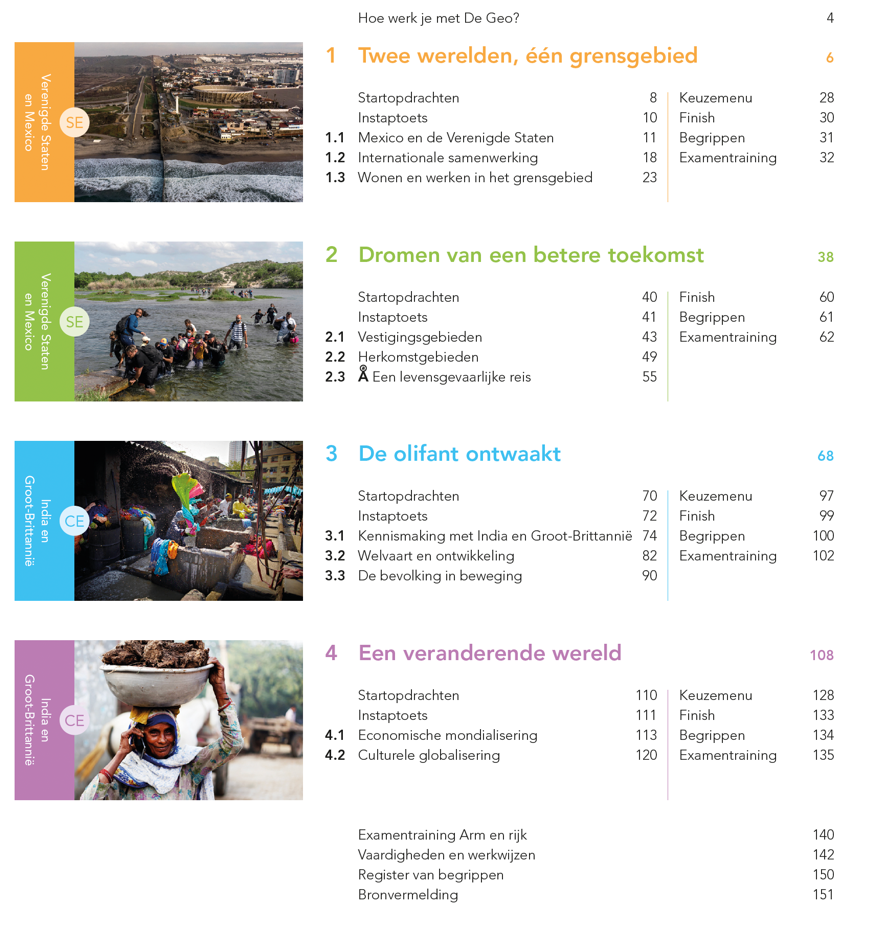 Hoe werk je met De Geo? 4
Verenigde Staten
en Mexico
SE
1 Twee werelden, één grensgebied 6
Startopdrachten 8
Instaptoets 10
1.1 Mexico en de Verenigde Staten 11
1.2 Internationale samenwerking 18
1.3 Wonen en werken in het grensgebied 23
Keuzemenu 28
Finish 30
Begrippen 31
Examentraining 32
Verenigde Staten
en Mexico
SE
2 Dromen van een betere toekomst 38
Startopdrachten 40
Instaptoets 41
2.1 Vestigingsgebieden 43
2.2 Herkomstgebieden 49
2.3 Een levensgevaarlijke reis 55
Finish 60
Begrippen 61
Examentraining 62
India en
Groot-Brittannië
CE
3 De olifant ontwaakt 68
Startopdrachten 70
Instaptoets 72
3.1 Kennismaking met India en Groot-Brittannië 74
3.2 Welvaart en ontwikkeling 82
3.3 De bevolking in beweging 90
Keuzemenu 97
Finish 99
Begrippen 100
Examentraining 102
India en
Groot-Brittannië
CE
4 Een veranderende wereld 108
Startopdrachten 110
Instaptoets 111
4.1 Economische mondialisering 113
4.2 Culturele globalisering 120
Keuzemenu 128
Finish 133
Begrippen 134
Examentraining 135
Examentraining Arm en rijk 140
Vaardigheden en werkwijzen 142
Register van begrippen 150
Bronvermelding 151